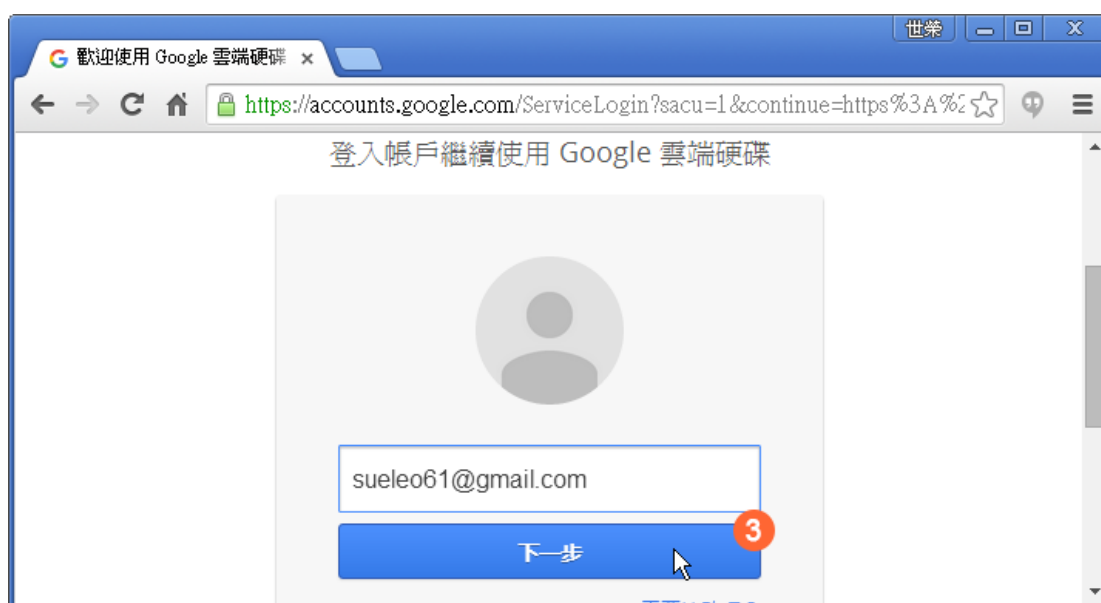 世榮
歡迎使用 Google 雲端硬碟
https://accounts.google.com/ServiceLogin?sacu=1&continue=https%3A%2
登入帳戶繼續使用 Google 雲端硬碟
sueleo61@gmail.com
3
下一步